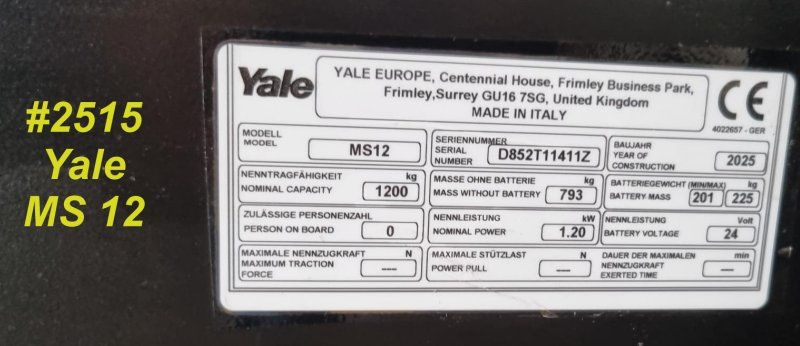 #2515
Yale
MS 12
Yale
YALE EUROPE, Centennial House, Frimley Business Park,
Frimley,Surrey GU16 7SG, United Kingdom
MADE IN ITALY
CE
4022657 - GER
MODELL
MODEL
MS12
SERIENNUMMER
SERIAL
NUMBER
D852T11411Z
BAUJAHR
YEAR OF
CONSTRUCTION
2025
NENNTRAGFÄHIGKEIT kg
NOMINAL CAPACITY
1200
MASSE OHNE BATTERIE kg
MASS WITHOUT BATTERY
793
BATTERIEGEWICHT (MIN/MAX) kg
BATTERY MASS
201 225
ZULÄSSIGE PERSONENZAHL
PERSON ON BOARD
0
NENNLEISTUNG kW
NOMINAL POWER
1.20
NENNLEISTUNG Volt
BATTERY VOLTAGE
24
MAXIMALE NENNZUGKRAFT N
MAXIMUM TRACTION
FORCE
---
MAXIMALE STÜTZLAST N
POWER PULL
---
DAUER DER MAXIMALEN min
NENNZUGKRAFT
EXERTED TIME
---